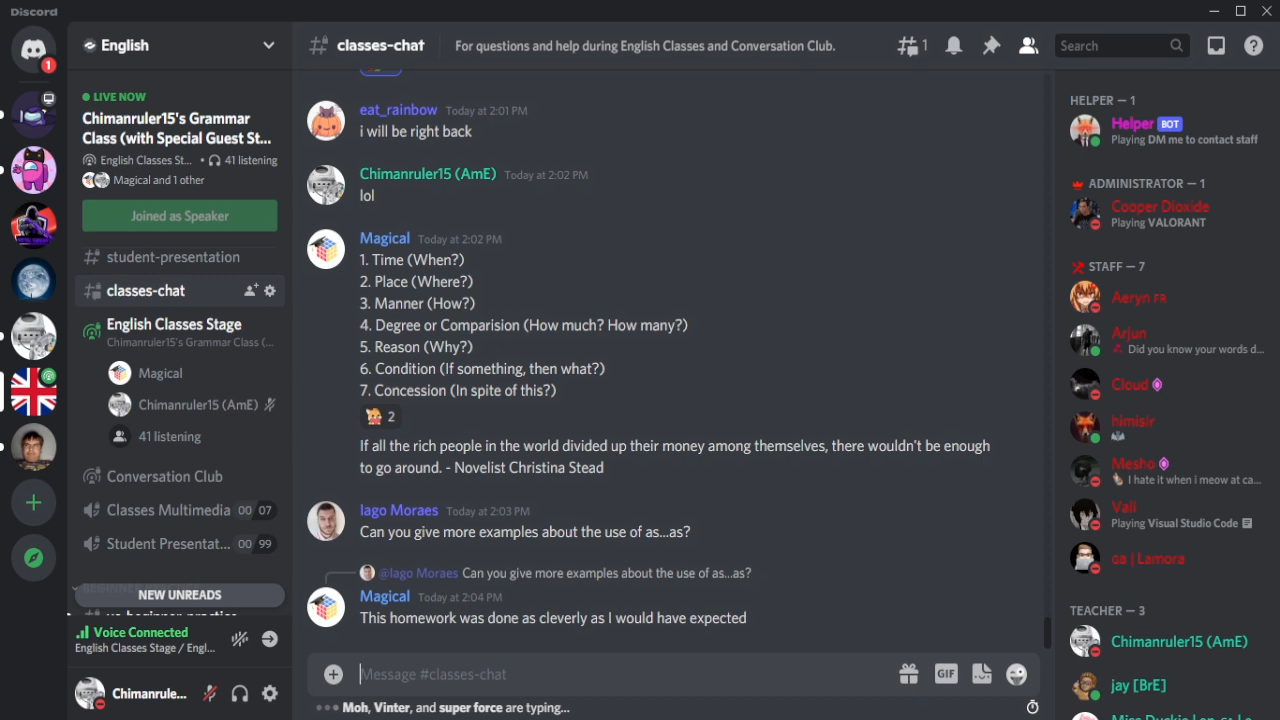 Discord
1
English
LIVE NOW
Chimanruler15's Grammar
Class (with Special Guest St...
English Classes St... • 41 listening
Magical and 1 other
Joined as Speaker
student-presentation
classes-chat
English Classes Stage
Chimanruler15's Grammar Class (...
Magical
Chimanruler15 (AmE)
41 listening
Conversation Club
Classes Multimedia 00 07
Student Presentat... 00 99
NEW UNREADS
Voice Connected
English Classes Stage / Engl...
Chimanrule...
classes-chat
For questions and help during English Classes and Conversation Club.
1
Search
eat_rainbow Today at 2:01 PM
i will be right back
Chimanruler15 (AmE) Today at 2:02 PM
lol
Magical Today at 2:02 PM
1. Time (When?)
2. Place (Where?)
3. Manner (How?)
4. Degree or Comparision (How much? How many?)
5. Reason (Why?)
6. Condition (If something, then what?)
7. Concession (In spite of this?)
2
If all the rich people in the world divided up their money among themselves, there wouldn't be enough
to go around. - Novelist Christina Stead
Iago Moraes Today at 2:03 PM
Can you give more examples about the use of as...as?
@Iago Moraes Can you give more examples about the use of as...as?
Magical Today at 2:04 PM
This homework was done as cleverly as I would have expected
Message #classes-chat
GIF
Moh, Vinter, and super force are typing...
HELPER — 1
Helper BOT
Playing DM me to contact staff
ADMINISTRATOR — 1
Cooper Dioxide
Playing VALORANT
STAFF — 7
Aeryn FR
Arjun
Did you know your words d...
Cloud
himisir
Mesho
I hate it when i meow at ca...
Vali
Playing Visual Studio Code
| Lamora
TEACHER — 3
Chimanruler15 (AmE)
jay [BrE]